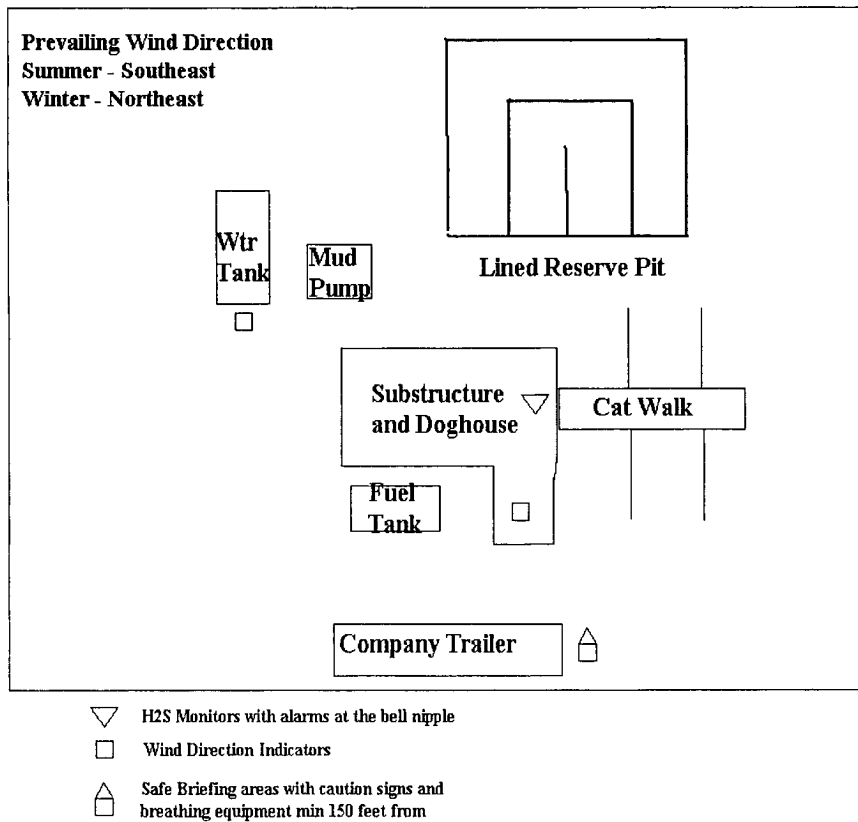 Prevailing Wind Direction
Summer - Southeast
Winter - Northeast
Wtr
Tank
Mud
Pump
Lined Reserve Pit
Substructure
and Doghouse
Cat Walk
Fuel
Tank
Company Trailer
H2S Monitors with alarms at the bell nipple
Wind Direction Indicators
Safe Briefing areas with caution signs and
breathing equipment min 150 feet from